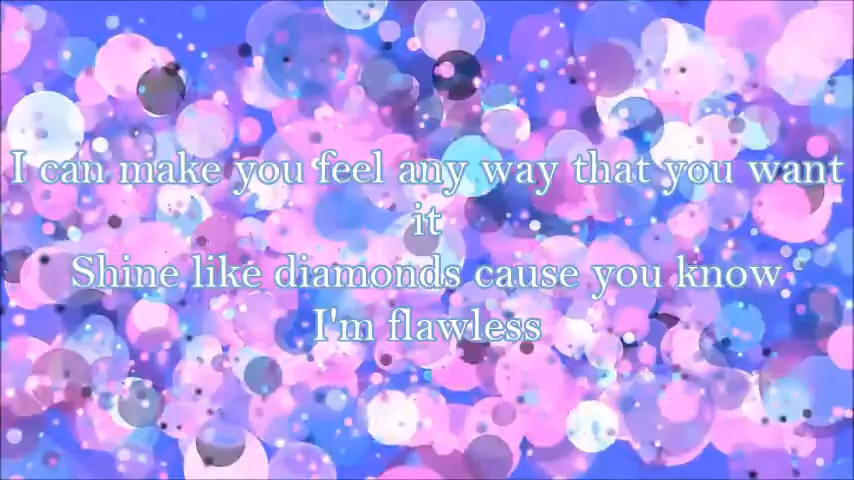 I can make you feel any way that you want
it
Shine like diamonds cause you know
I'm flawless